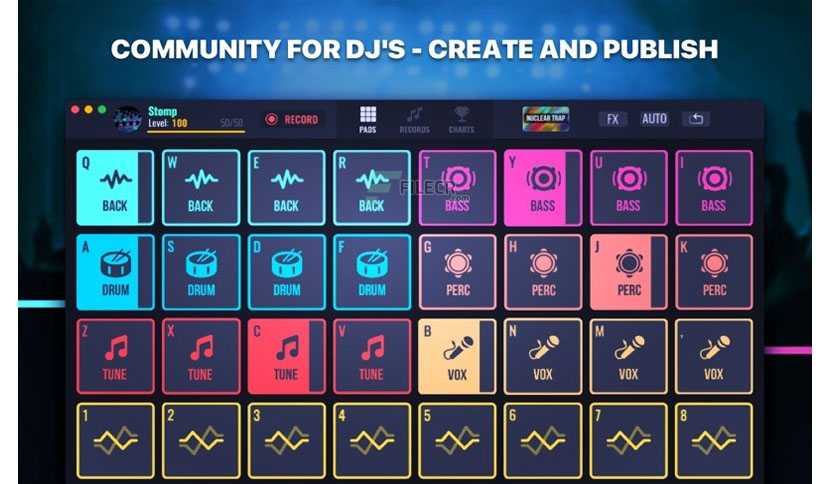 COMMUNITY FOR DJ'S - CREATE AND PUBLISH
Stomp
Level: 100 50/50
RECORD
PADS RECORDS CHARTS
NUCLEAR TRAP
FX AUTO
Q W E R T Y U I
BACK BACK BACK BACK BASS BASS BASS BASS
FILECR
.com
A S D F G H J K
DRUM DRUM DRUM DRUM PERC PERC PERC PERC
Z X C V B N M ,
TUNE TUNE TUNE TUNE VOX VOX VOX VOX
1 2 3 4 5 6 7 8